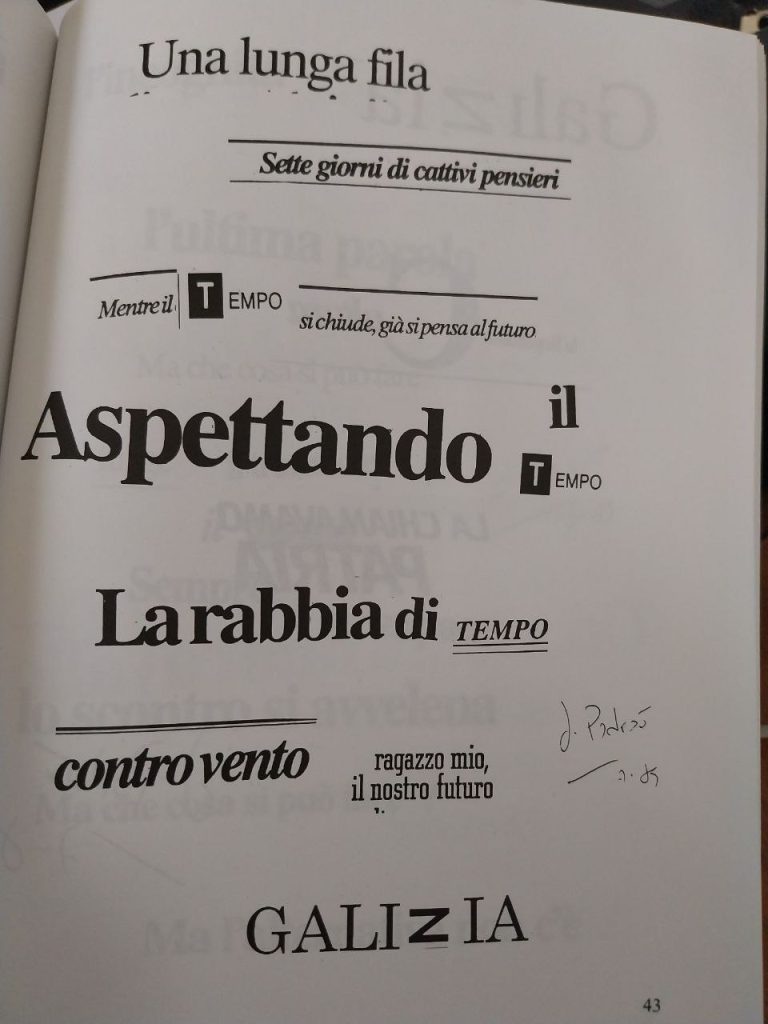 Una lunga fila
Sette giorni di cattivi pensieri
Mentre il TEMPO si chiude, già si pensa al futuro
Aspettando il
TEMPO
La rabbia di TEMPO
contro vento
ragazzo mio,
il nostro futuro
GALIZIA
43